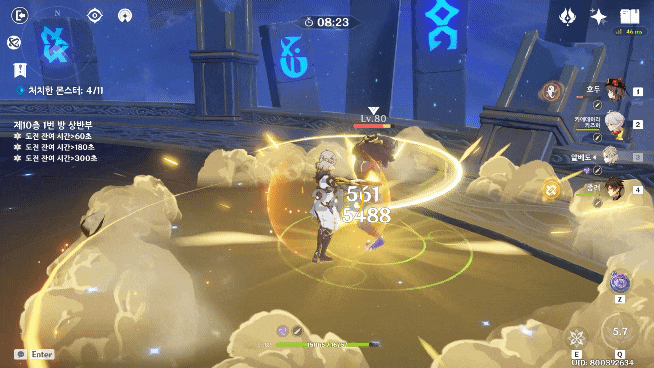 N
08:23
46 ms
처치한 몬스터: 4/11
제10층 1번 방 상반부
도전 잔여 시간>60초
도전 잔여 시간>180초
도전 잔여 시간>300초
Lv.80
호두
1
카에데하라
카즈하
2
알베도
3
종려
4
561
5488
Z
5.7
E
Q
Enter
UID: 800892634